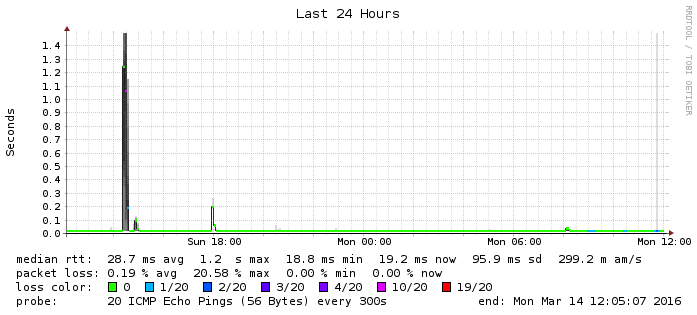 Last 24 Hours
RRDTOOL / TOBI OETIKER
Seconds
1.4
1.3
1.2
1.1
1.0
0.9
0.8
0.7
0.6
0.5
0.4
0.3
0.2
0.1
0.0
Sun 18:00 Mon 00:00 Mon 06:00 Mon 12:00
median rtt: 28.7 ms avg 1.2 s max 18.8 ms min 19.2 ms now 95.9 ms sd 299.2 m am/s
packet loss: 0.19 % avg 20.58 % max 0.00 % min 0.00 % now
loss color: 0 1/20 2/20 3/20 4/20 10/20 19/20
probe: 20 ICMP Echo Pings (56 Bytes) every 300s end: Mon Mar 14 12:05:07 2016